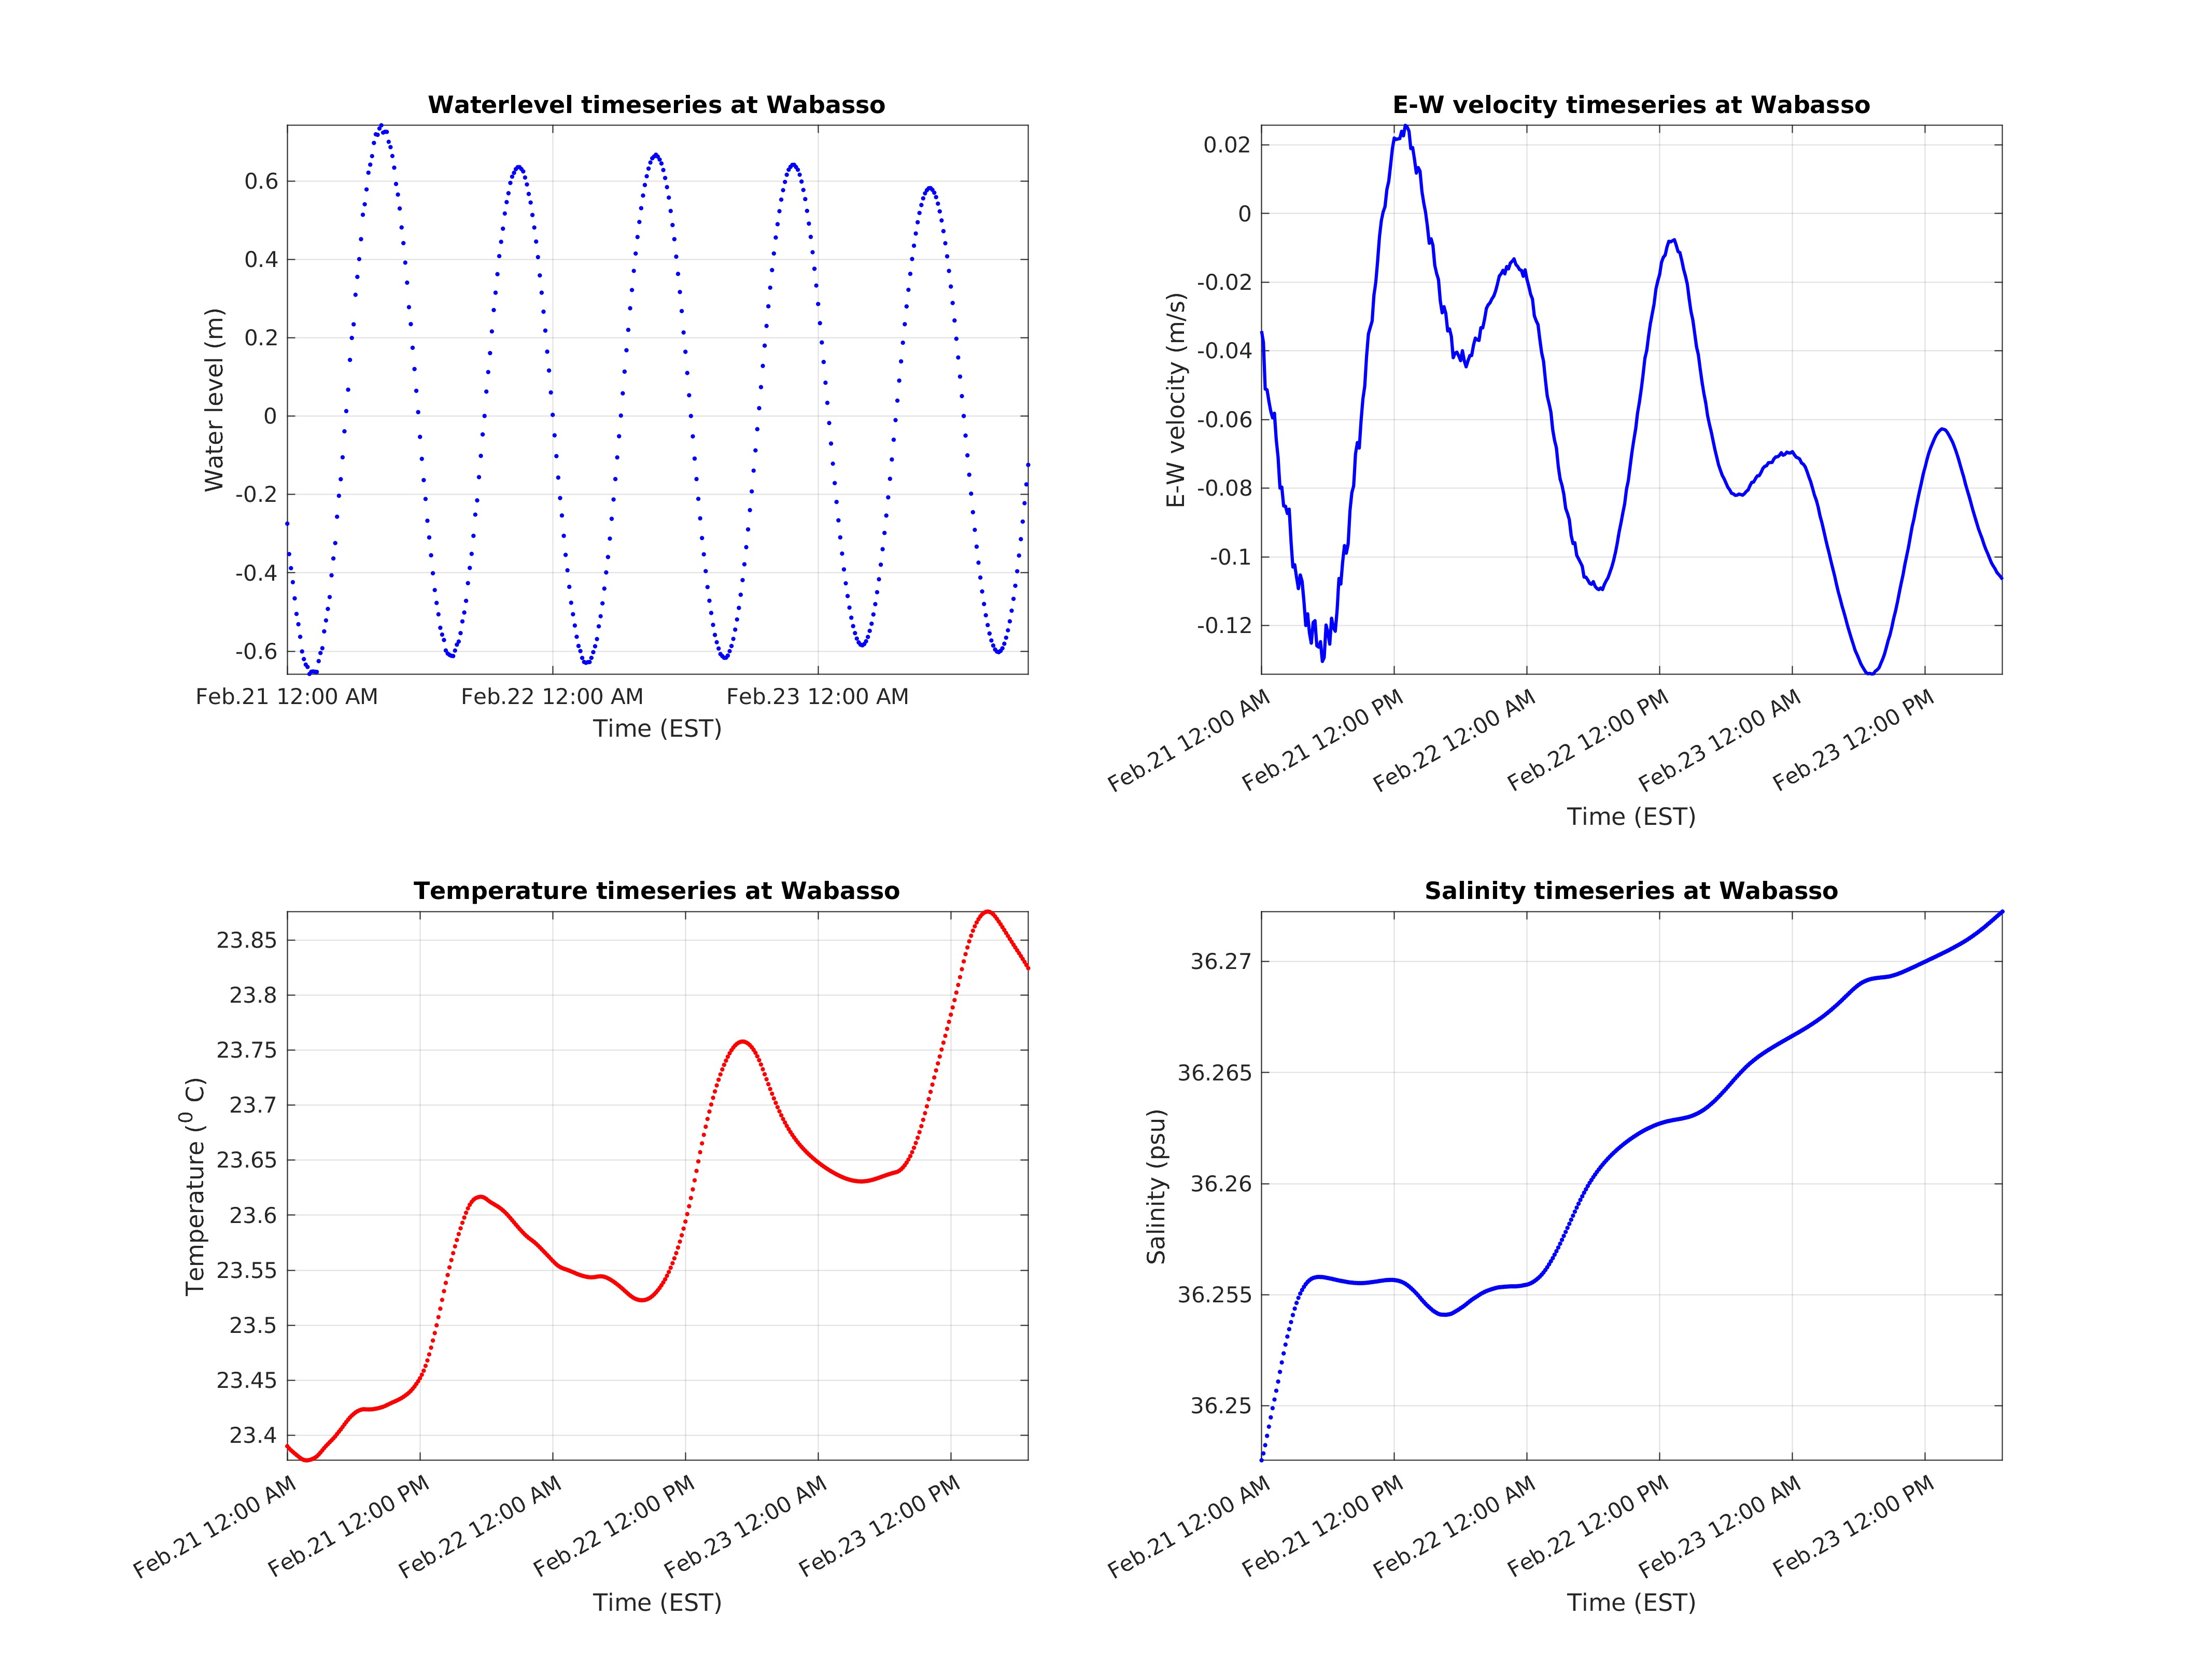 Waterlevel timeseries at Wabasso
0.6
0.4
0.2
0
-0.2
-0.4
-0.6
Water level (m)
Feb.21 12:00 AM
Feb.22 12:00 AM
Feb.23 12:00 AM
Time (EST)
E-W velocity timeseries at Wabasso
0.02
0
-0.02
-0.04
-0.06
-0.08
-0.1
-0.12
E-W velocity (m/s)
Feb.21 12:00 AM
Feb.21 12:00 PM
Feb.22 12:00 AM
Feb.22 12:00 PM
Feb.23 12:00 AM
Feb.23 12:00 PM
Time (EST)
Temperature timeseries at Wabasso
23.85
23.8
23.75
23.7
23.65
23.6
23.55
23.5
23.45
23.4
Temperature (⁰ C)
Feb.21 12:00 AM
Feb.21 12:00 PM
Feb.22 12:00 AM
Feb.22 12:00 PM
Feb.23 12:00 AM
Feb.23 12:00 PM
Time (EST)
Salinity timeseries at Wabasso
36.27
36.265
36.26
36.255
36.25
Salinity (psu)
Feb.21 12:00 AM
Feb.21 12:00 PM
Feb.22 12:00 AM
Feb.22 12:00 PM
Feb.23 12:00 AM
Feb.23 12:00 PM
Time (EST)